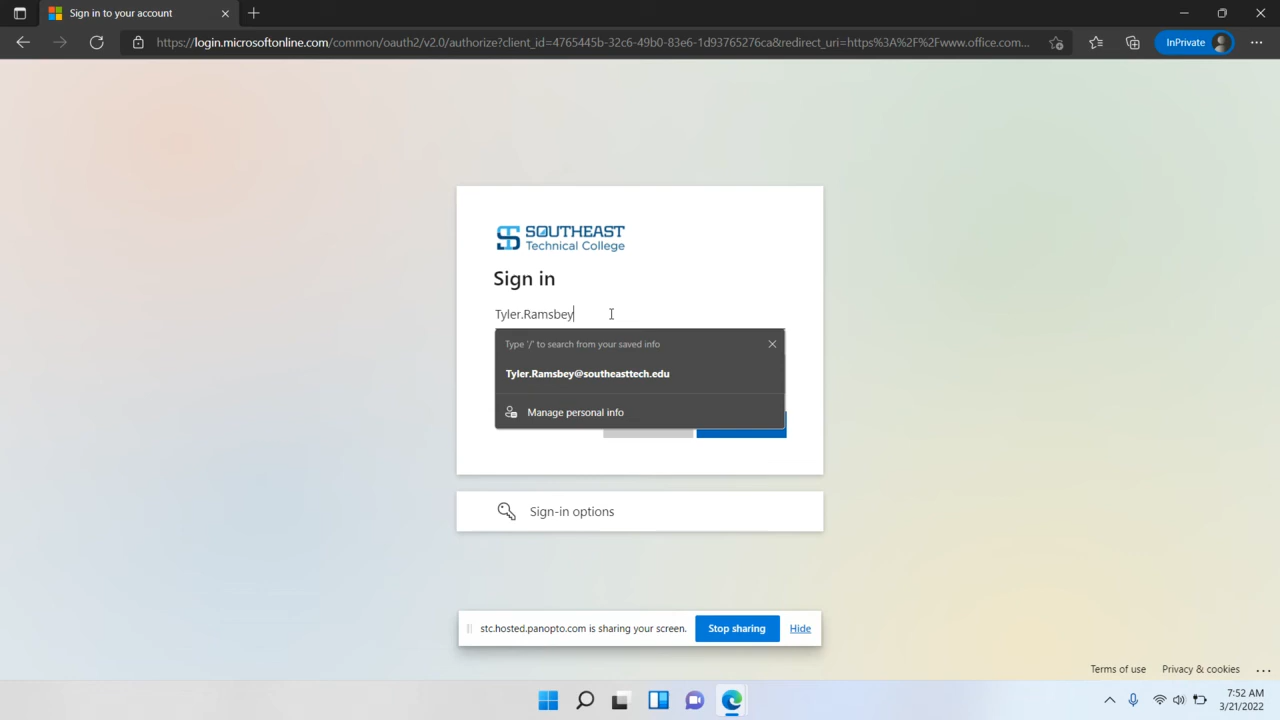 Sign in to your account
https://login.microsoftonline.com/common/oauth2/v2.0/authorize?client_id=4765445b-32c6-49b0-83e6-1d93765276ca&redirect_uri=https%3A%2F%2Fwww.office.com...
InPrivate
SOUTHEAST
Technical College
Sign in
Tyler.Ramsbey
Type '/' to search from your saved info
Tyler.Ramsbey@southeasttech.edu
Manage personal info
Sign-in options
stc.hosted.panopto.com is sharing your screen.
Stop sharing
Hide
Terms of use
Privacy & cookies
...
7:52 AM
3/21/2022